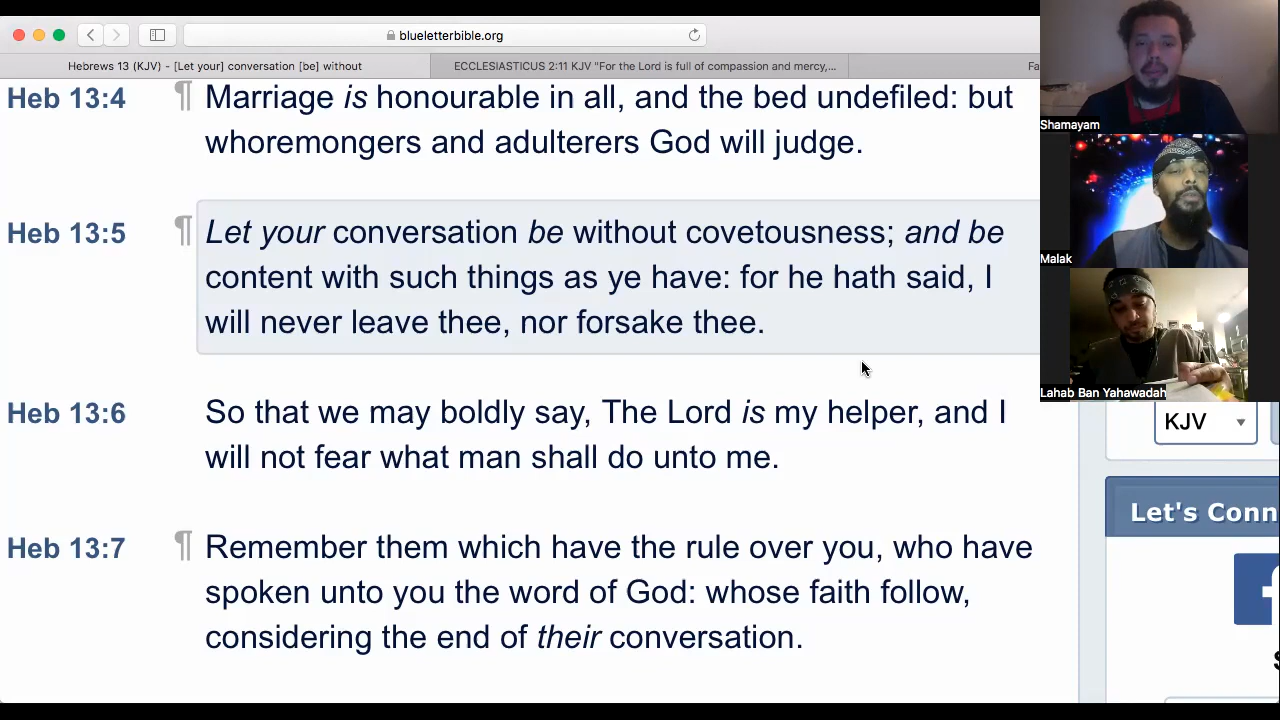 blueletterbible.org
Hebrews 13 (KJV) - [Let your] conversation [be] without
ECCLESIASTICUS 2:11 KJV "For the Lord is full of compassion and mercy,...
Fa
Heb 13:4 ¶ Marriage is honourable in all, and the bed undefiled: but
whoremongers and adulterers God will judge.
Heb 13:5 ¶ Let your conversation be without covetousness; and be
content with such things as ye have: for he hath said, I
will never leave thee, nor forsake thee.
Heb 13:6 So that we may boldly say, The Lord is my helper, and I
will not fear what man shall do unto me.
Heb 13:7 ¶ Remember them which have the rule over you, who have
spoken unto you the word of God: whose faith follow,
considering the end of their conversation.
Shamayam
Malak
Lahab Ban Yahawadah
KJV
Let's Conn